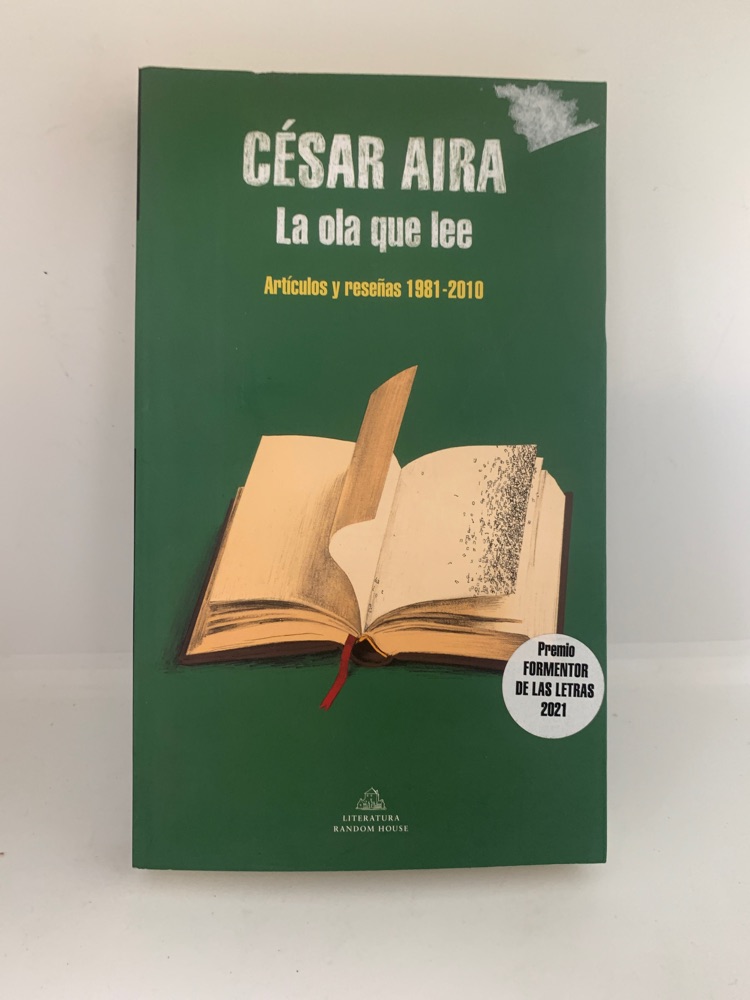 CÉSAR AIRA
La ola que lee
Artículos y reseñas 1981-2010
Premio
FORMENTOR
DE LAS LETRAS
2021
LITERATURA
RANDOM HOUSE